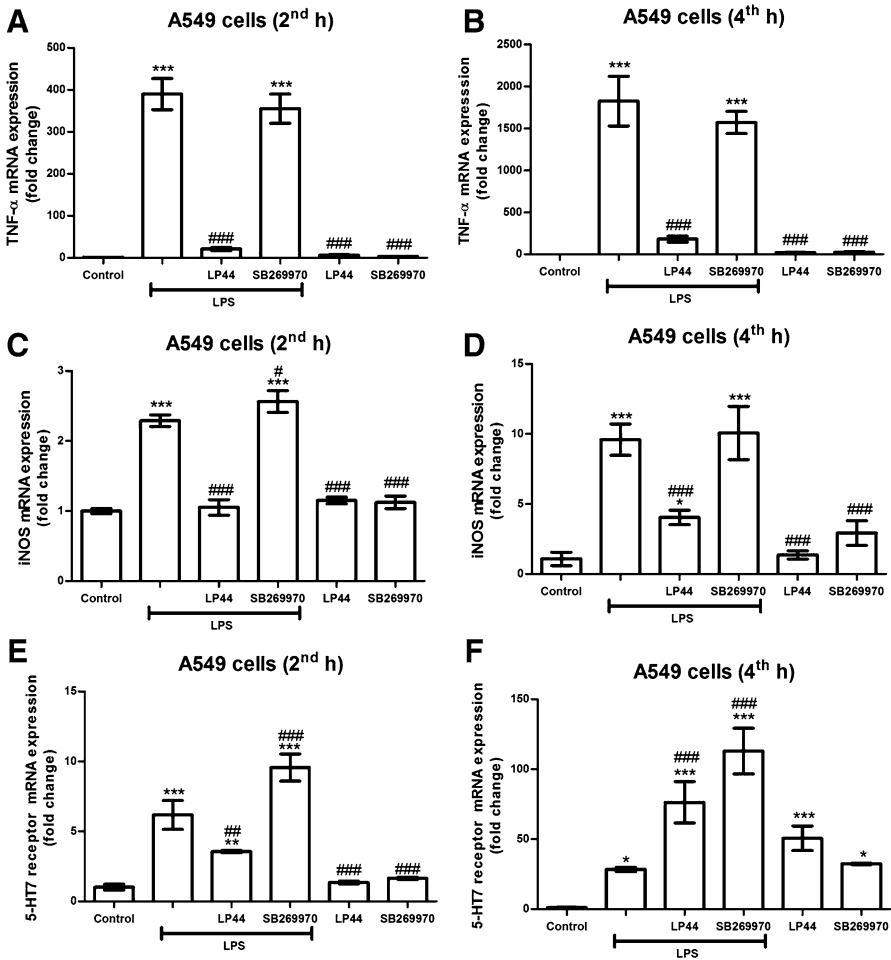 A
A549 cells (2nd h)
TNF-α mRNA expression
(fold change)
500
400
300
200
100
0
***
###
***
###
###
Control
LP44
SB269970
LP44
SB269970
LPS
B
A549 cells (4th h)
TNF-α mRNA expresssion
(fold change)
2500
2000
1500
1000
500
0
***
###
***
###
###
Control
LP44
SB269970
LP44
SB269970
LPS
C
A549 cells (2nd h)
iNOS mRNA expression
(fold change)
3
2
1
0
***
###
#
***
###
###
Control
LP44
SB269970
LP44
SB269970
LPS
D
A549 cells (4th h)
iNOS mRNA expression
(fold change)
15
10
5
0
***
###
*
***
###
###
Control
LP44
SB269970
LP44
SB269970
LPS
E
A549 cells (2nd h)
5-HT7 receptor mRNA expression
(fold change)
15
10
5
0
***
##
**
###
***
###
###
Control
LP44
SB269970
LP44
SB269970
LPS
F
A549 cells (4th h)
5-HT7 receptor mRNA expression
(fold change)
150
100
50
0
*
###
***
###
***
***
*
Control
LP44
SB269970
LP44
SB269970
LPS